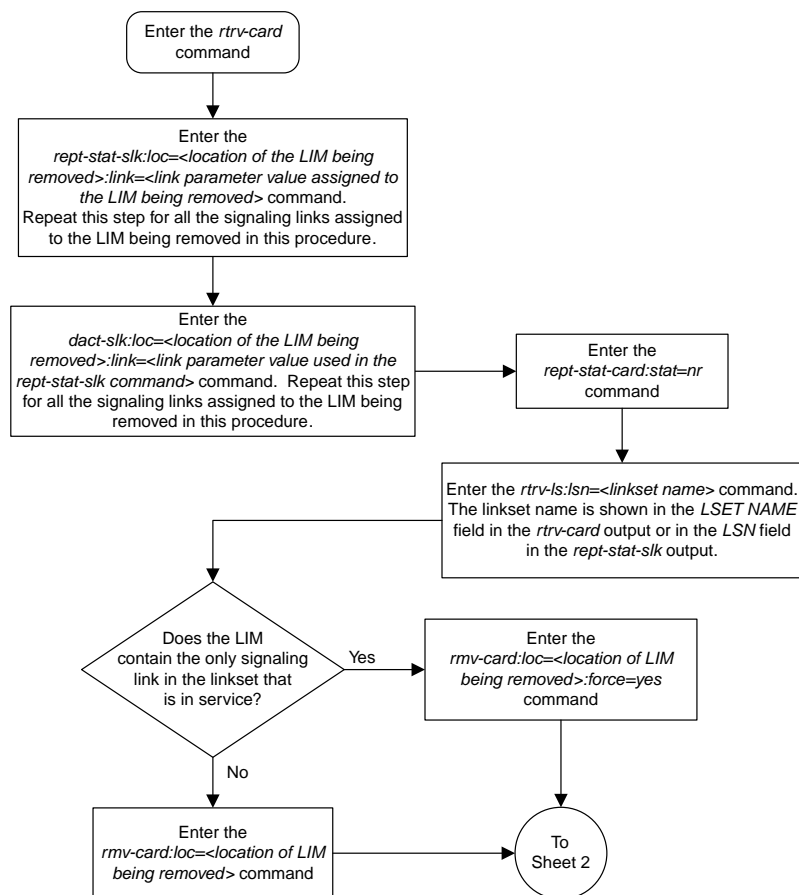 Enter the rtrv-card
command
Enter the
rept-stat-slk:loc=<location of the LIM being
removed>:link=<link parameter value assigned to
the LIM being removed> command.
Repeat this step for all the signaling links assigned
to the LIM being removed in this procedure.
Enter the
dact-slk:loc=<location of the LIM being
removed>:link=<link parameter value used in the
rept-stat-slk command> command.  Repeat this step
for all the signaling links assigned to the LIM being
removed in this procedure.
Enter the
rept-stat-card:stat=nr
command
Enter the rtrv-ls:lsn=<linkset name> command.
The linkset name is shown in the LSET NAME
field in the rtrv-card output or in the LSN field
in the rept-stat-slk output.
Does the LIM
contain the only signaling
link in the linkset that
is in service?
Yes
Enter the
rmv-card:loc=<location of LIM
being removed>:force=yes
command
No
Enter the
rmv-card:loc=<location of LIM
being removed> command
To
Sheet 2